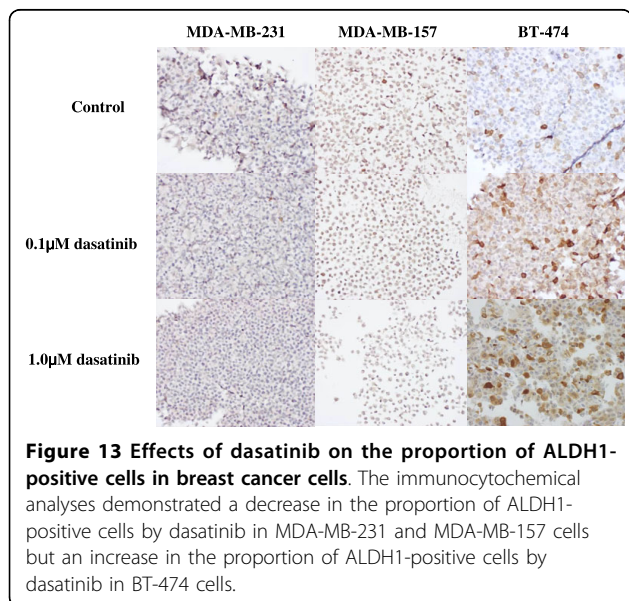 MDA-MB-231 MDA-MB-157 BT-474
Control
0.1µM dasatinib
1.0µM dasatinib
Figure 13 Effects of dasatinib on the proportion of ALDH1-
positive cells in breast cancer cells. The immunocytochemical
analyses demonstrated a decrease in the proportion of ALDH1-
positive cells by dasatinib in MDA-MB-231 and MDA-MB-157 cells
but an increase in the proportion of ALDH1-positive cells by
dasatinib in BT-474 cells.